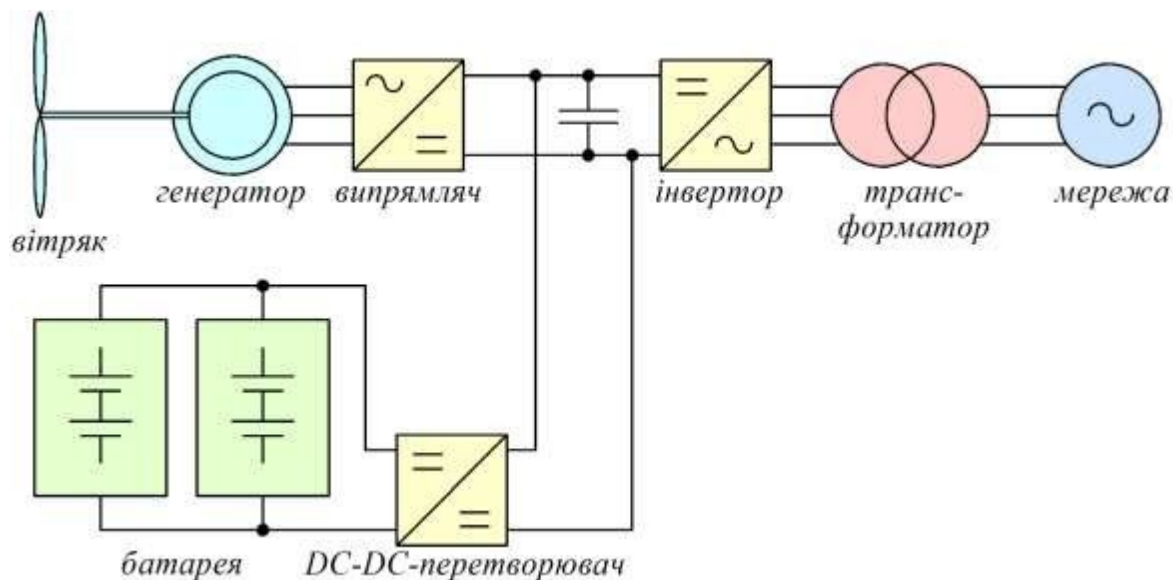 генератор
випрямляч
інвертор
транс-
форматор
мережа
вітряк
батарея
DC-DC-перетворювач